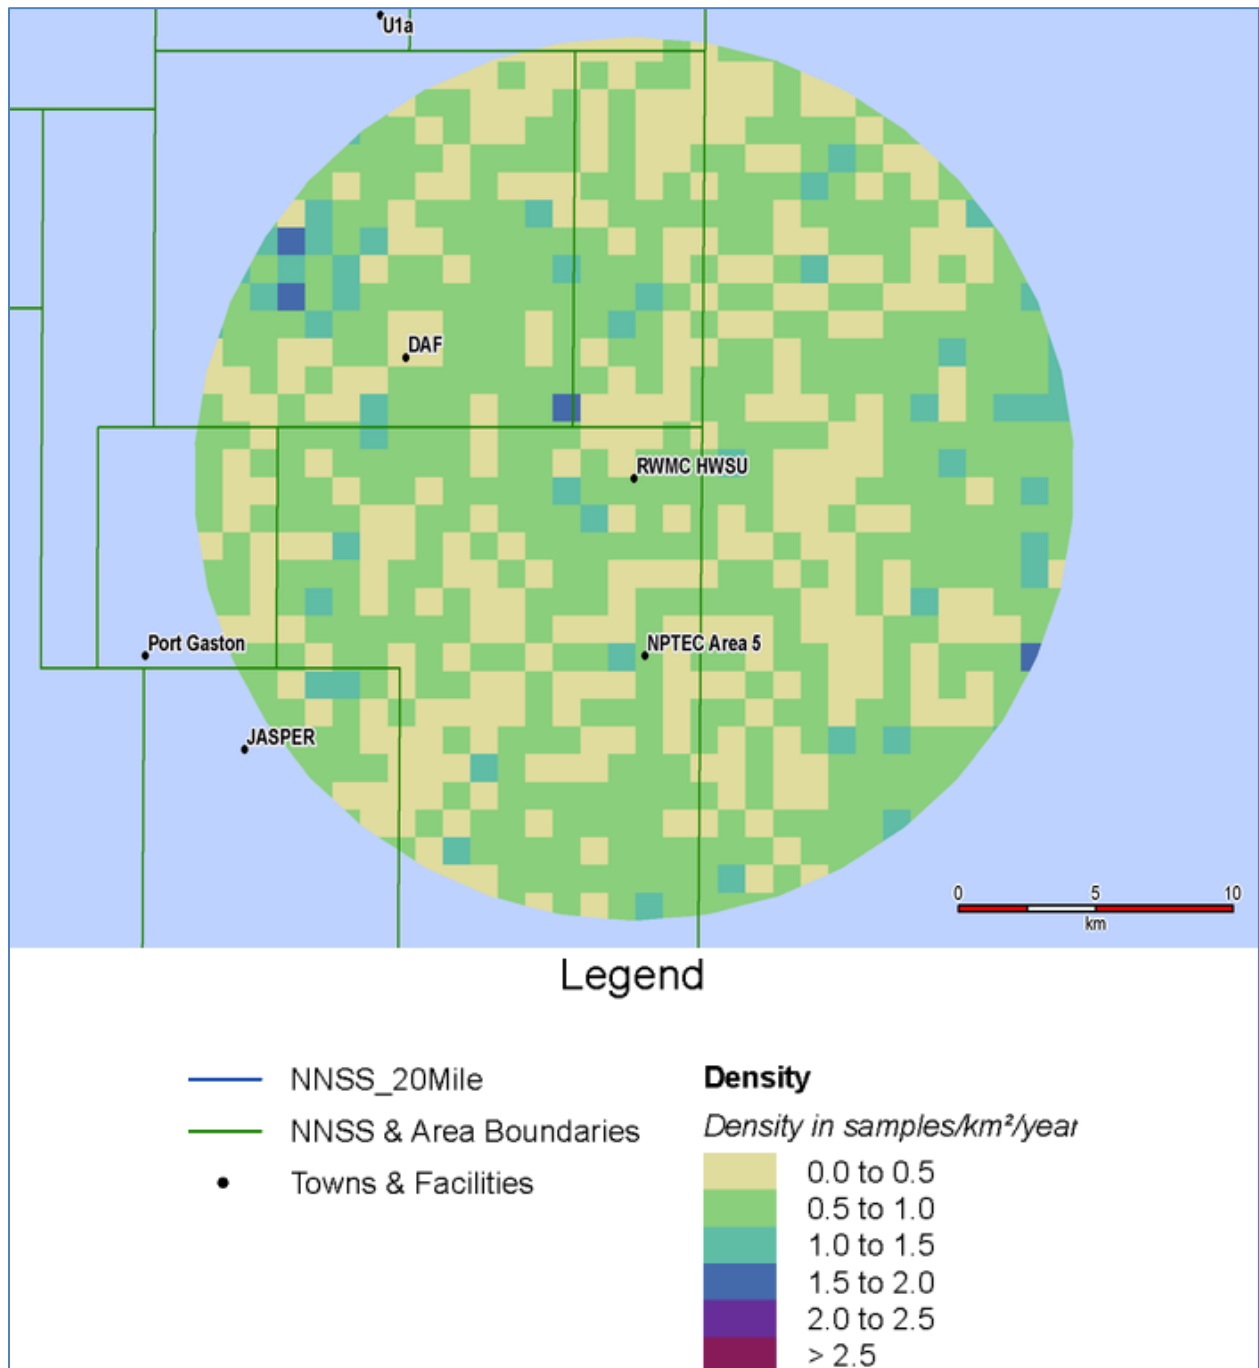 U1a
DAF
RWMC HWSU
Port Gaston
NPTEC Area 5
JASPER
0 5 10
km
Legend
NNSS_20Mile
NNSS & Area Boundaries
Towns & Facilities
Density
Density in samples/km²/year
0.0 to 0.5
0.5 to 1.0
1.0 to 1.5
1.5 to 2.0
2.0 to 2.5
> 2.5